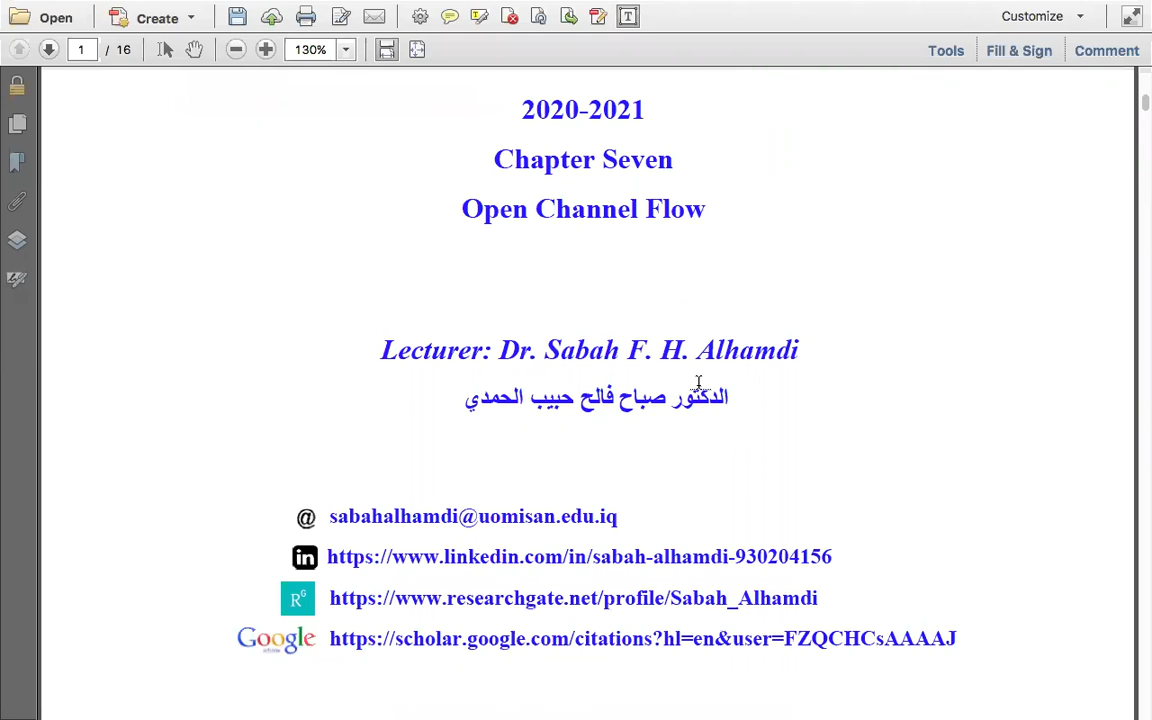 Open Create Customize
1 / 16 130% Tools Fill & Sign Comment
2020-2021
Chapter Seven
Open Channel Flow
Lecturer: Dr. Sabah F. H. Alhamdi
الدكتور صباح فالح حبيب الحمدي
@ sabahalhamdi@uomisan.edu.iq
in https://www.linkedin.com/in/sabah-alhamdi-930204156
RG https://www.researchgate.net/profile/Sabah_Alhamdi
Google https://scholar.google.com/citations?hl=en&user=FZQCHCsAAAAJ